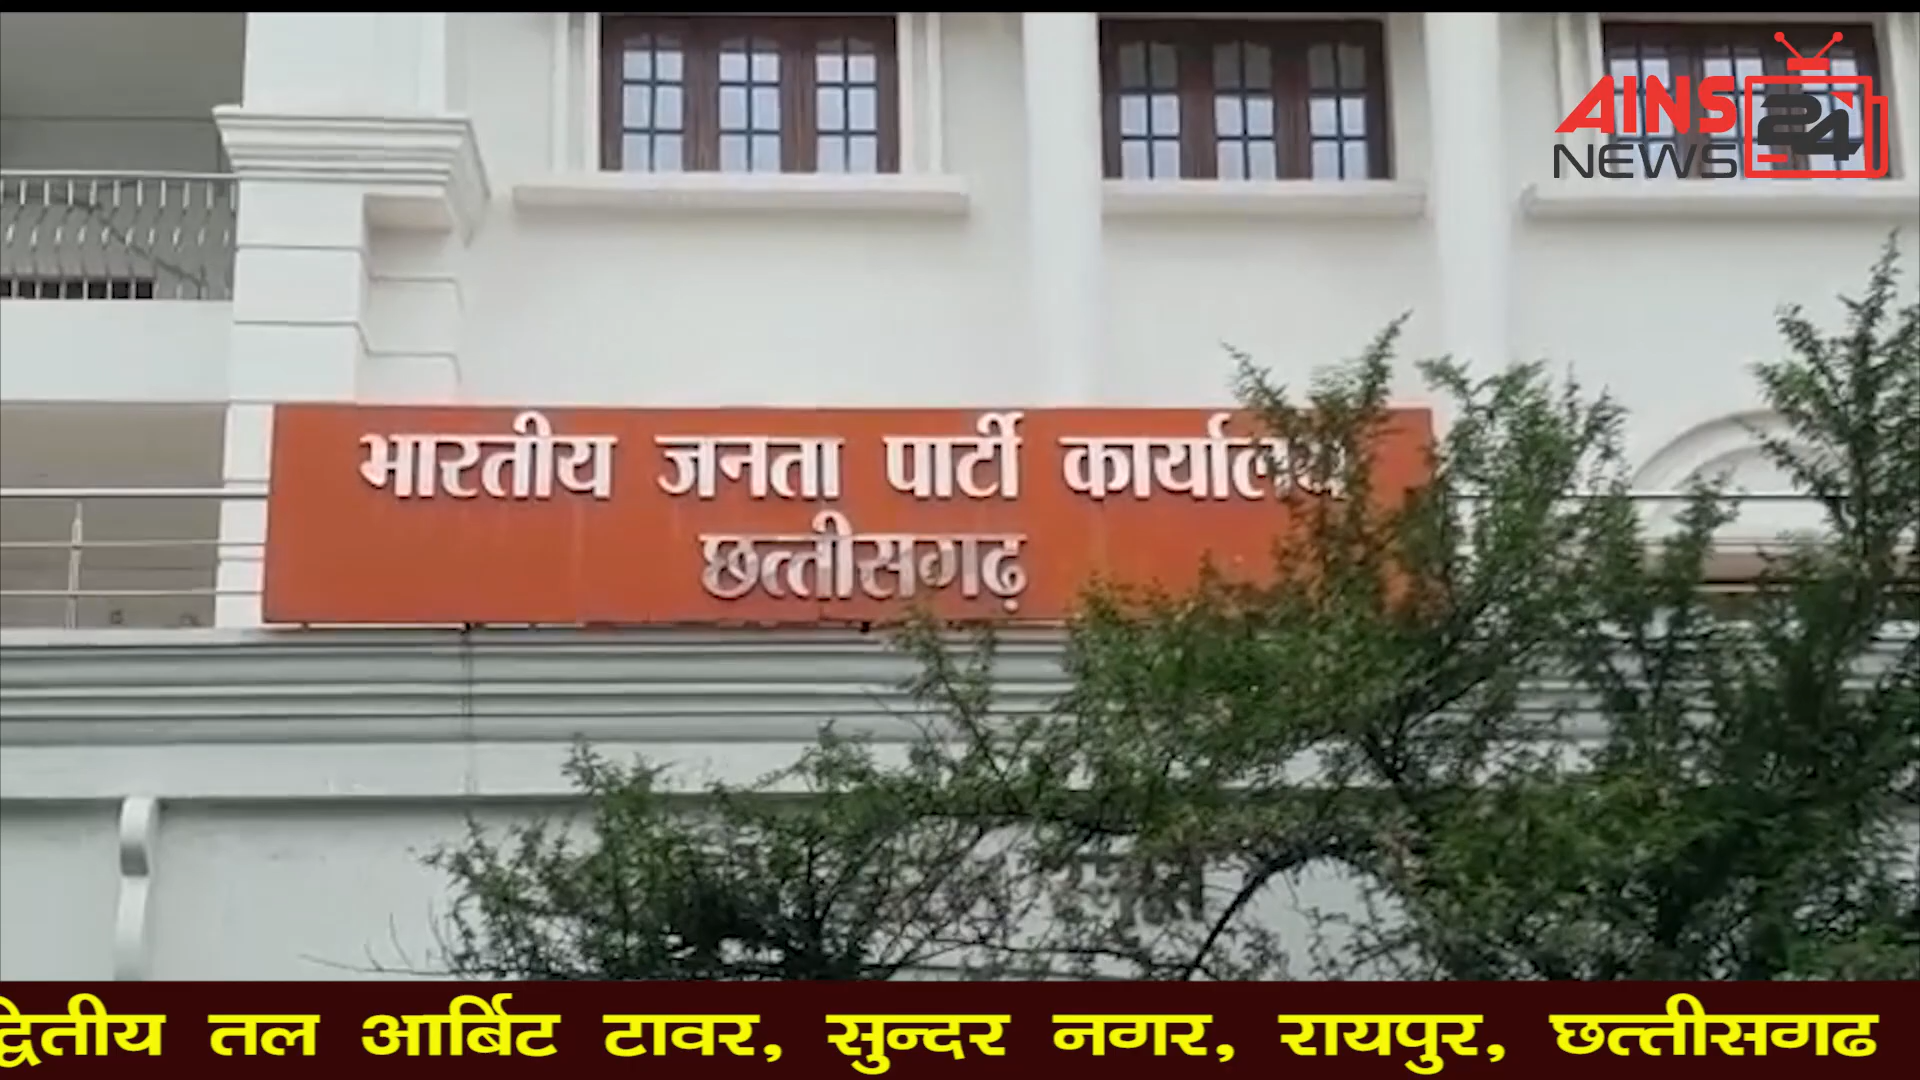 AINS
NEWS 24
भारतीय जनता पार्टी कार्यालय
छत्तीसगढ़
द्वितीय तल आर्बिट टावर, सुन्दर नगर, रायपुर, छत्तीसगढ